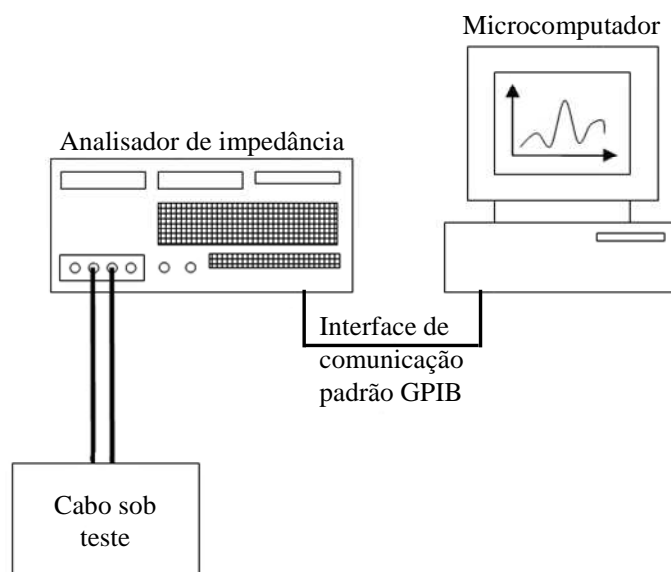 Microcomputador
Analisador de impedância
Interface de
comunicação
padrão GPIB
Cabo sob
teste